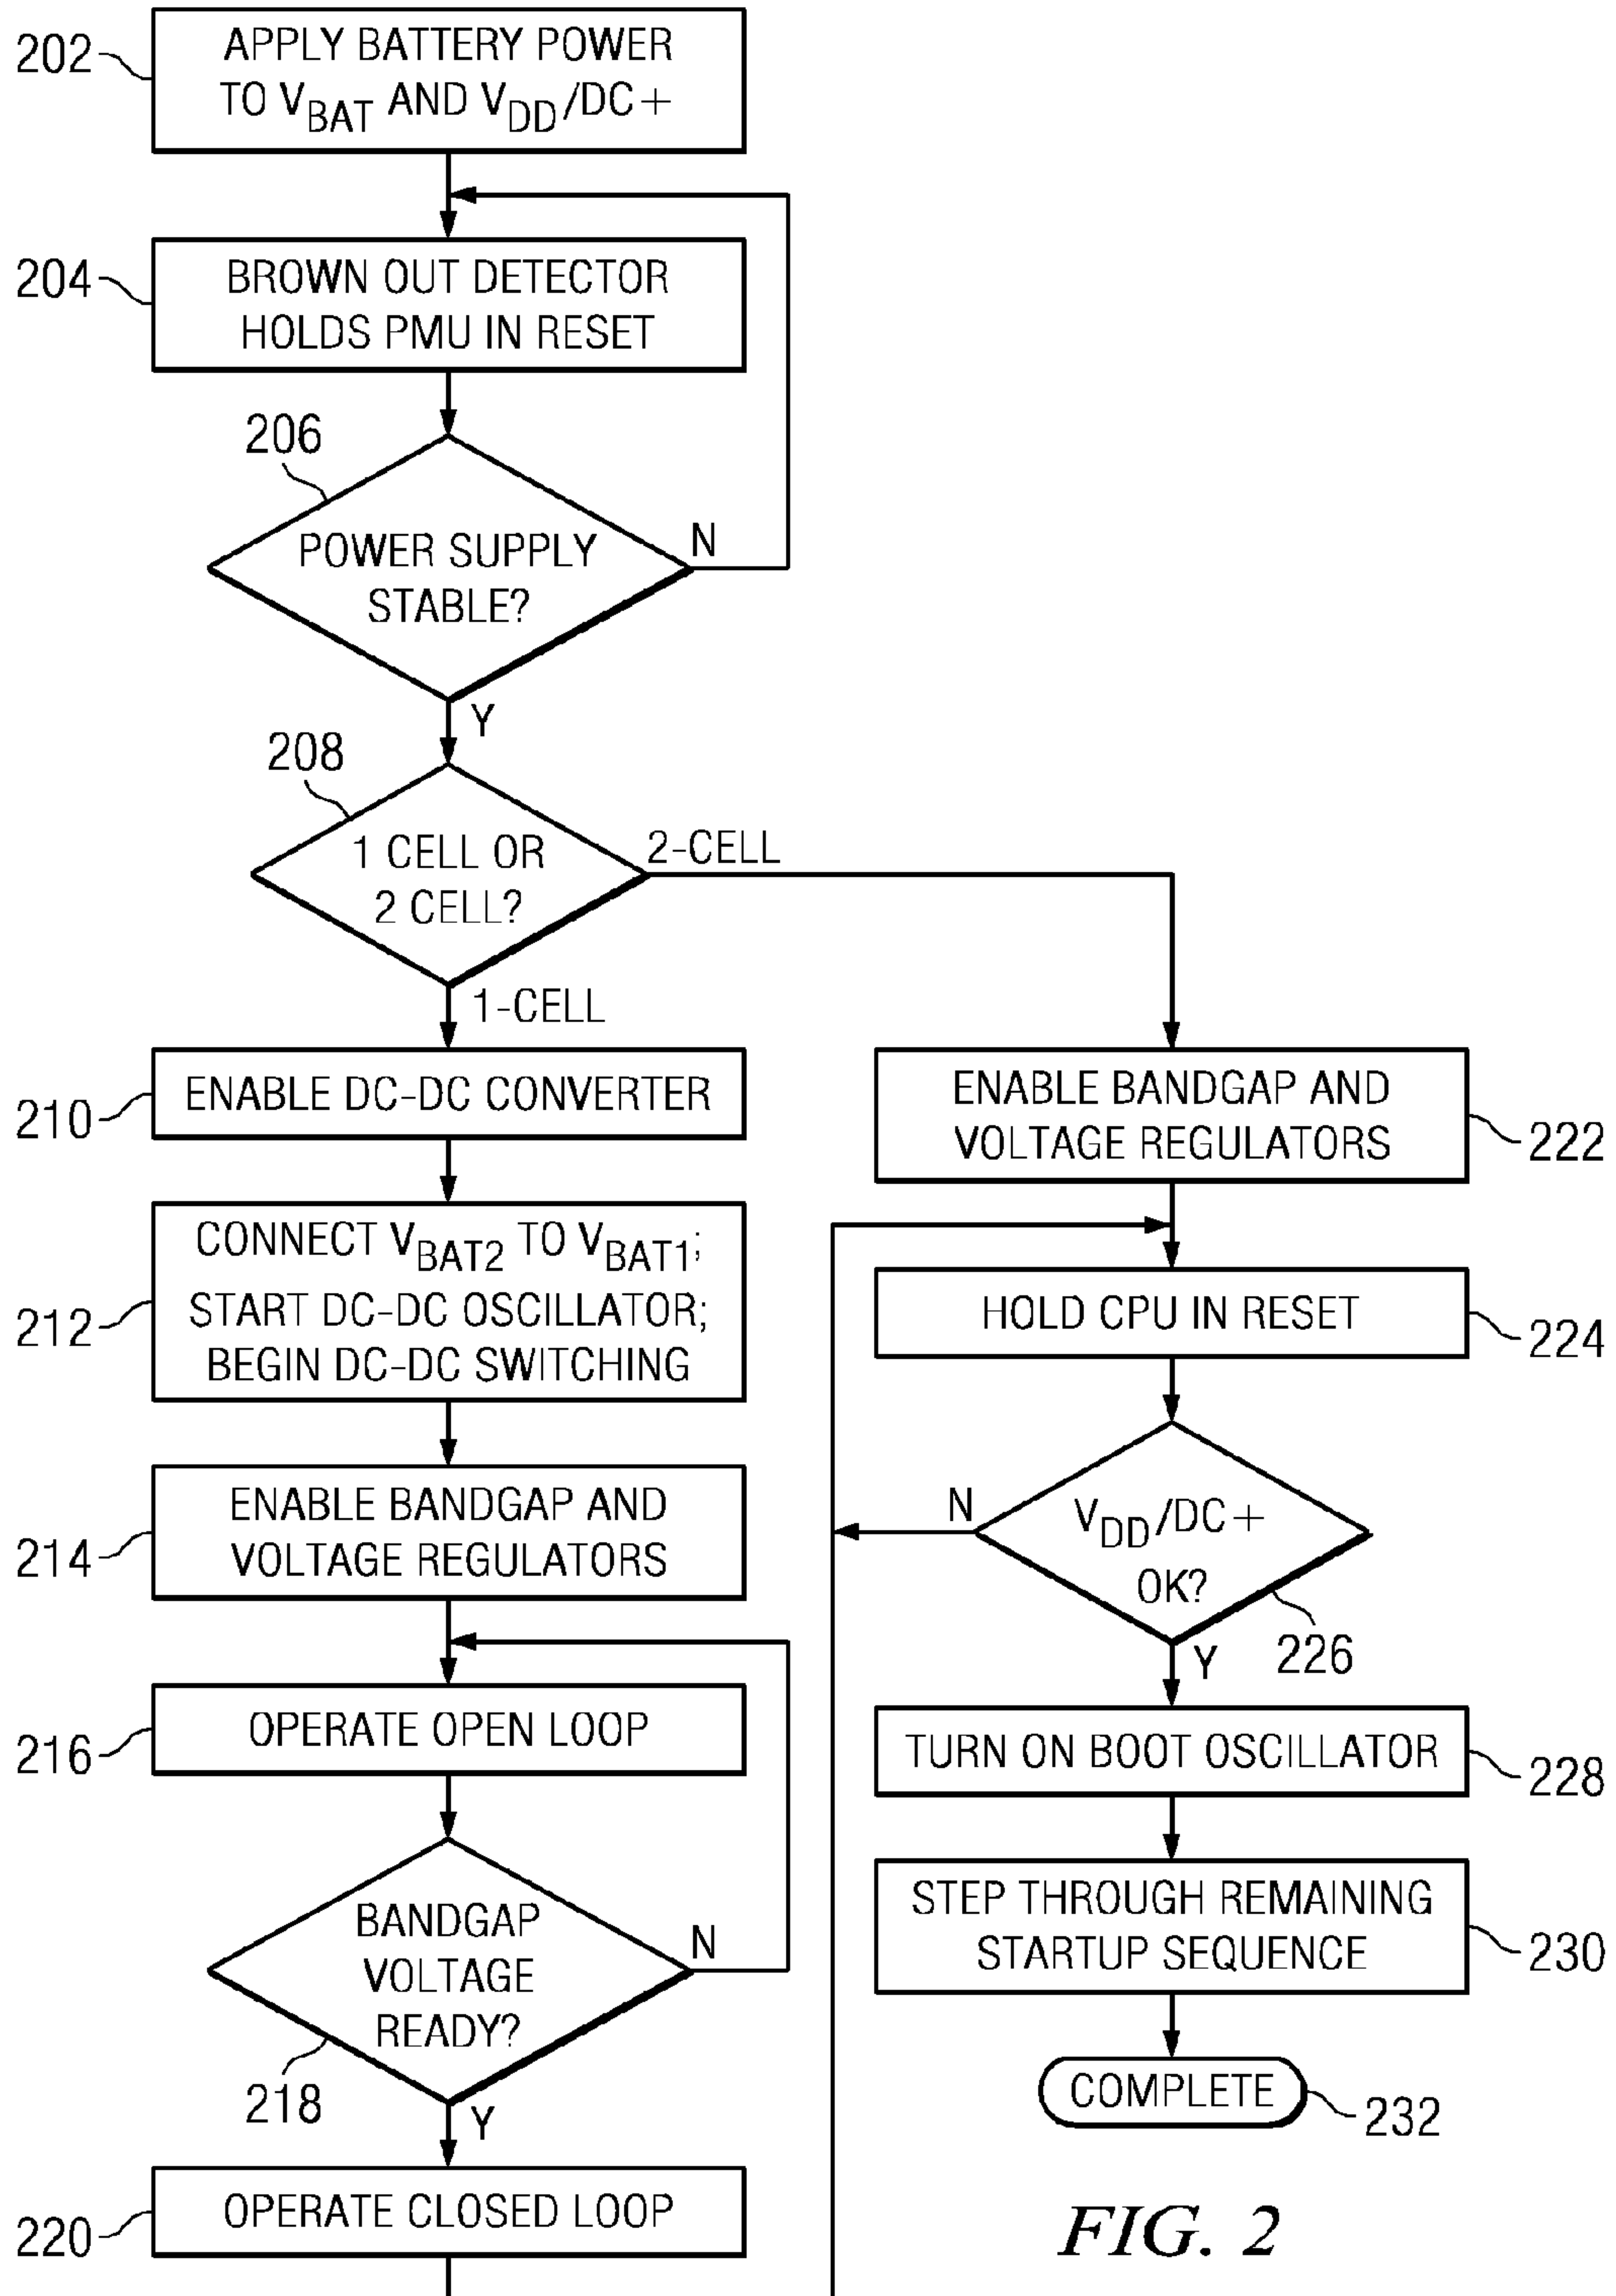 202
APPLY BATTERY POWER
TO VBAT AND VDD/DC+
204
BROWN OUT DETECTOR
HOLDS PMU IN RESET
206
POWER SUPPLY
STABLE?
N
Y
208
1 CELL OR
2 CELL?
2-CELL
1-CELL
210
ENABLE DC-DC CONVERTER
212
CONNECT VBAT2 TO VBAT1;
START DC-DC OSCILLATOR;
BEGIN DC-DC SWITCHING
214
ENABLE BANDGAP AND
VOLTAGE REGULATORS
216
OPERATE OPEN LOOP
BANDGAP
VOLTAGE
READY?
N
218
Y
220
OPERATE CLOSED LOOP
ENABLE BANDGAP AND
VOLTAGE REGULATORS
222
HOLD CPU IN RESET
224
N
VDD/DC+
OK?
226
Y
TURN ON BOOT OSCILLATOR
228
STEP THROUGH REMAINING
STARTUP SEQUENCE
230
COMPLETE
232
FIG. 2